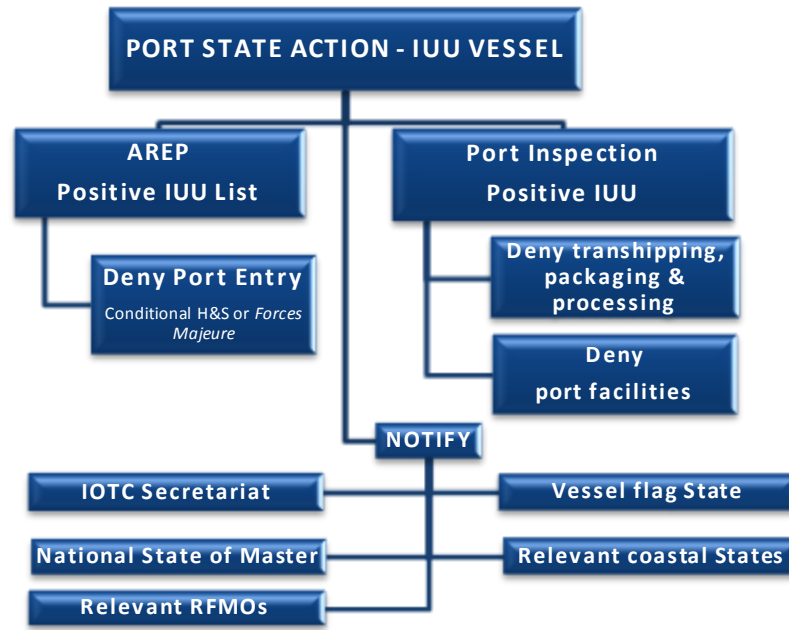 PORT STATE ACTION - IUU VESSEL
AREP
Positive IUU List
Port Inspection
Positive IUU
Deny Port Entry
Conditional H&S or Forces
Majeure
Deny transhipping,
packaging &
processing
Deny
port facilities
NOTIFY
IOTC Secretariat
Vessel flag State
National State of Master
Relevant coastal States
Relevant RFMOs